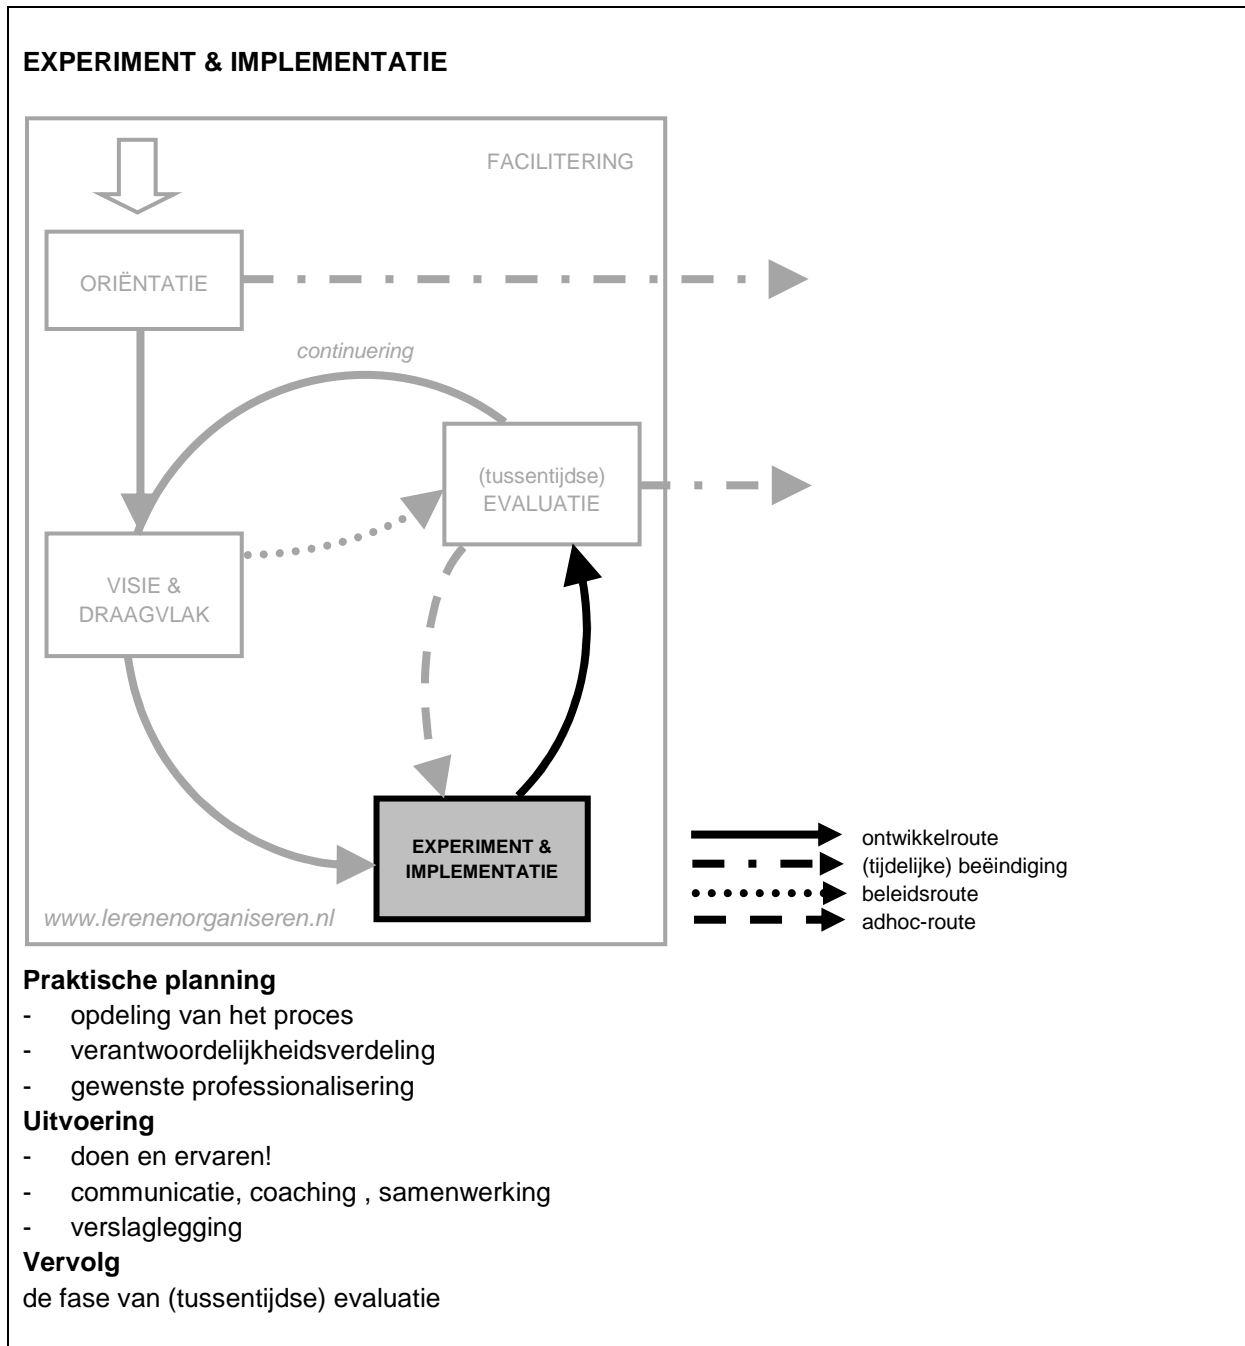 EXPERIMENT & IMPLEMENTATIE
FACILITERING
ORIËNTATIE
continuering
(tussentijdse)
EVALUATIE
VISIE &
DRAAGVLAK
EXPERIMENT &
IMPLEMENTATIE
www.lerenenorganiseren.nl
ontwikkelroute
(tijdelijke) beëindiging
beleidsroute
adhoc-route
Praktische planning
- opdeling van het proces
- verantwoordelijkheidsverdeling
- gewenste professionalisering
Uitvoering
- doen en ervaren!
- communicatie, coaching , samenwerking
- verslaglegging
Vervolg
de fase van (tussentijdse) evaluatie